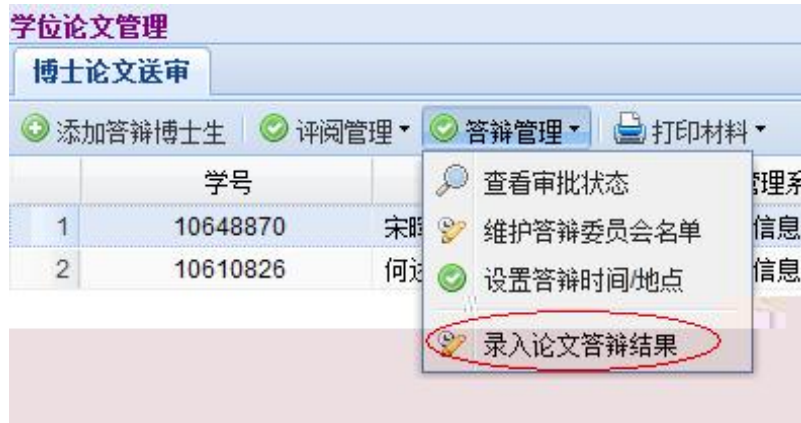 学位论文管理
博士论文送审
添加答辩博士生 评阅管理 答辩管理 打印材料
学号
1 10648870 宋
2 10610826 何
信息
信息
查看审批状态
维护答辩委员会名单
设置答辩时间/地点
录入论文答辩结果